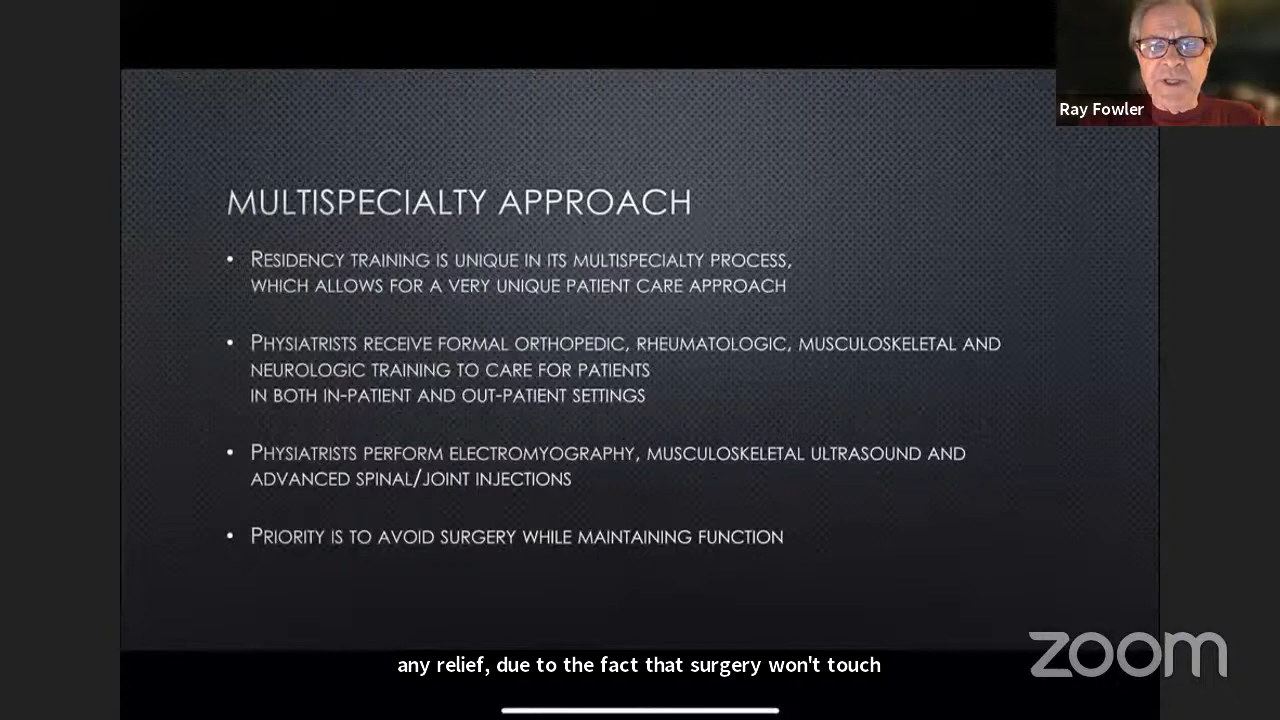 Ray Fowler
MULTISPECIALTY APPROACH
• RESIDENCY TRAINING IS UNIQUE IN ITS MULTISPECIALTY PROCESS,
WHICH ALLOWS FOR A VERY UNIQUE PATIENT CARE APPROACH
• PHYSIATRISTS RECEIVE FORMAL ORTHOPEDIC, RHEUMATOLOGIC, MUSCULOSKELETAL AND
NEUROLOGIC TRAINING TO CARE FOR PATIENTS
IN BOTH IN-PATIENT AND OUT-PATIENT SETTINGS
• PHYSIATRISTS PERFORM ELECTROMYOGRAPHY, MUSCULOSKELETAL ULTRASOUND AND
ADVANCED SPINAL/JOINT INJECTIONS
• PRIORITY IS TO AVOID SURGERY WHILE MAINTAINING FUNCTION
any relief, due to the fact that surgery won't touch
zoom